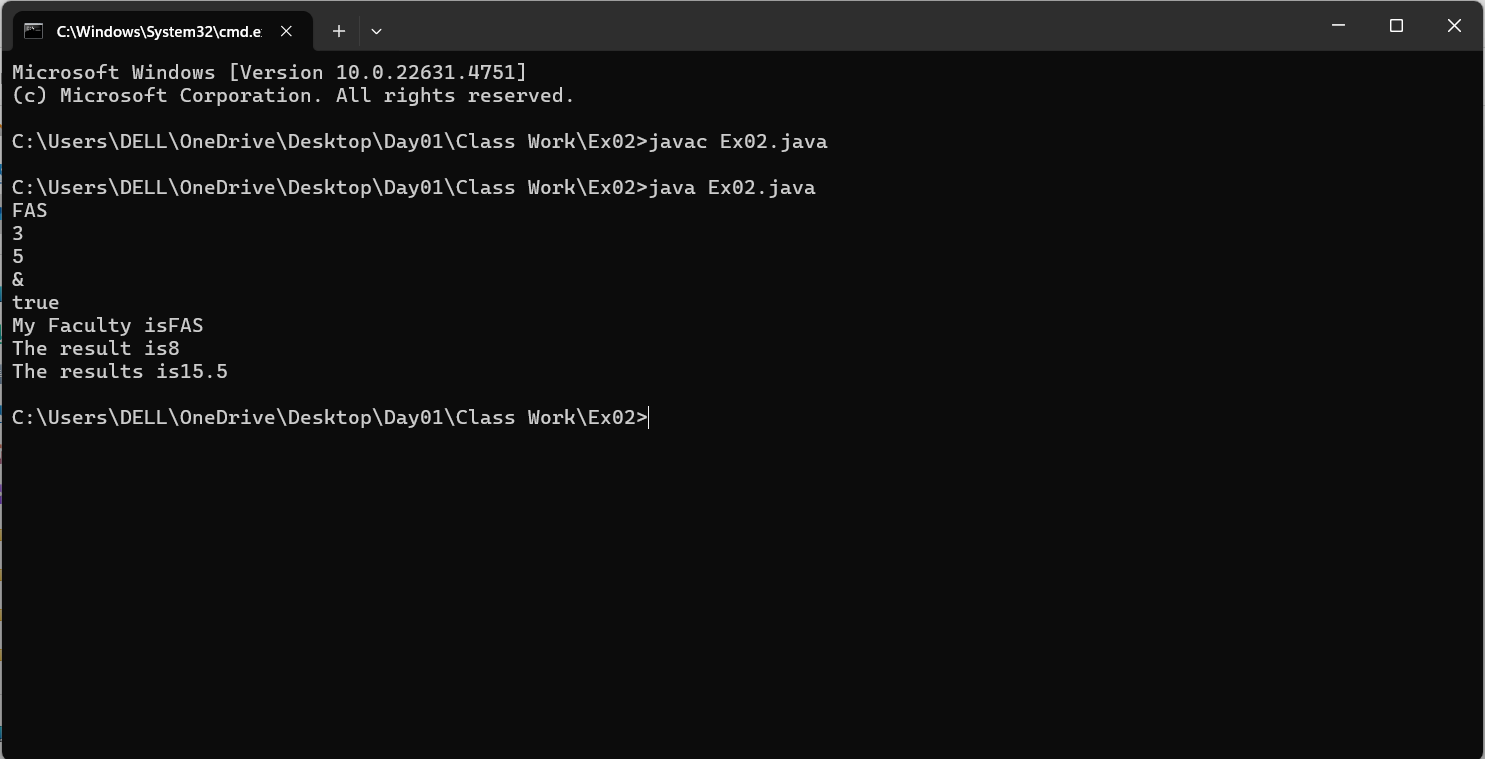 C:\Windows\System32\cmd.e
Microsoft Windows [Version 10.0.22631.4751]
(c) Microsoft Corporation. All rights reserved.
C:\Users\DELL\OneDrive\Desktop\Day01\Class Work\Ex02>javac Ex02.java
C:\Users\DELL\OneDrive\Desktop\Day01\Class Work\Ex02>java Ex02.java
FAS
3
5
&
true
My Faculty isFAS
The result is8
The results is15.5
C:\Users\DELL\OneDrive\Desktop\Day01\Class Work\Ex02>